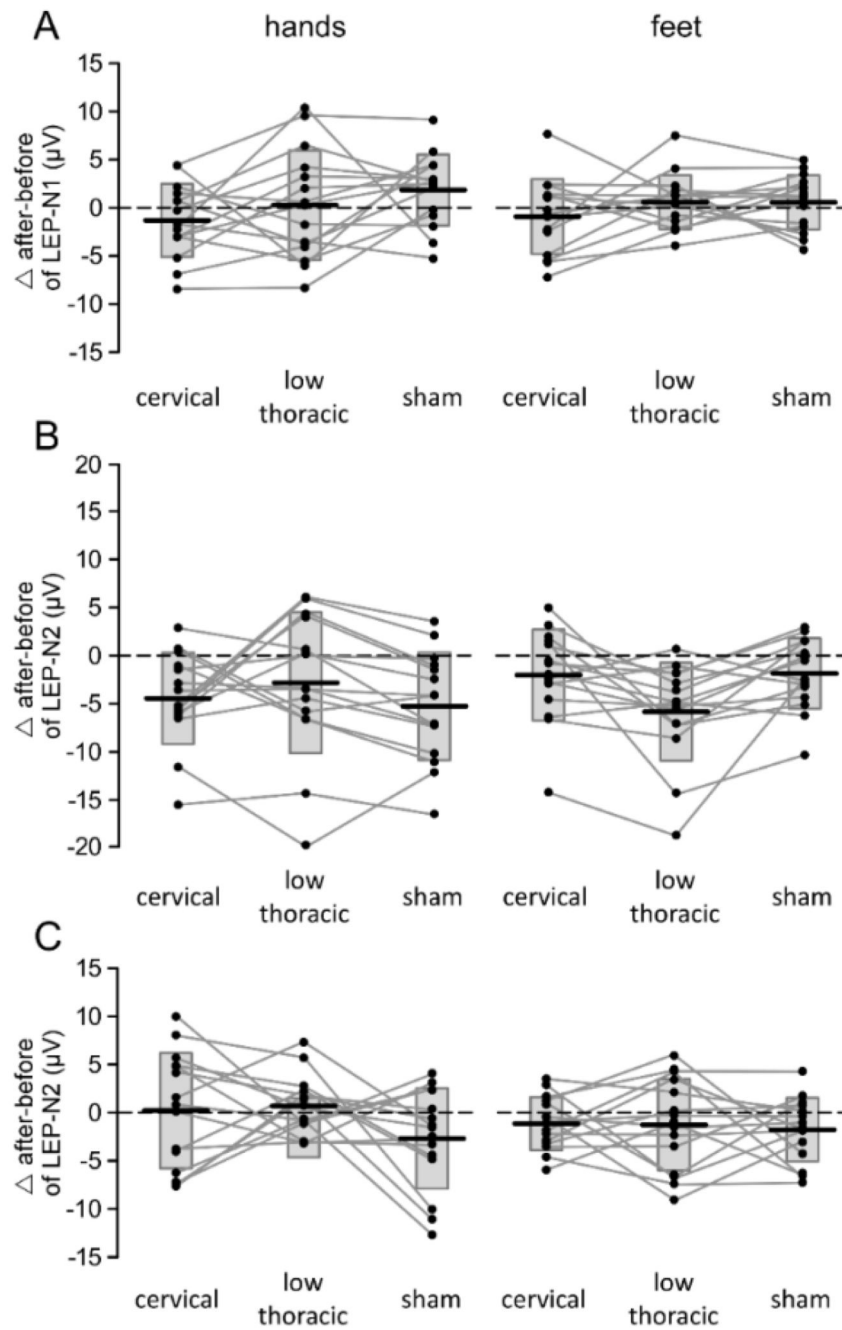 A
hands
feet
15
10
5
0
-5
-10
-15
△ after-before
of LEP-N1 (µV)
cervical
low
thoracic
sham
cervical
low
thoracic
sham
B
20
15
10
5
0
-5
-10
-15
-20
△ after-before
of LEP-N2 (µV)
cervical
low
thoracic
sham
cervical
low
thoracic
sham
C
15
10
5
0
-5
-10
-15
△ after-before
of LEP-N2 (µV)
cervical
low
thoracic
sham
cervical
low
thoracic
sham